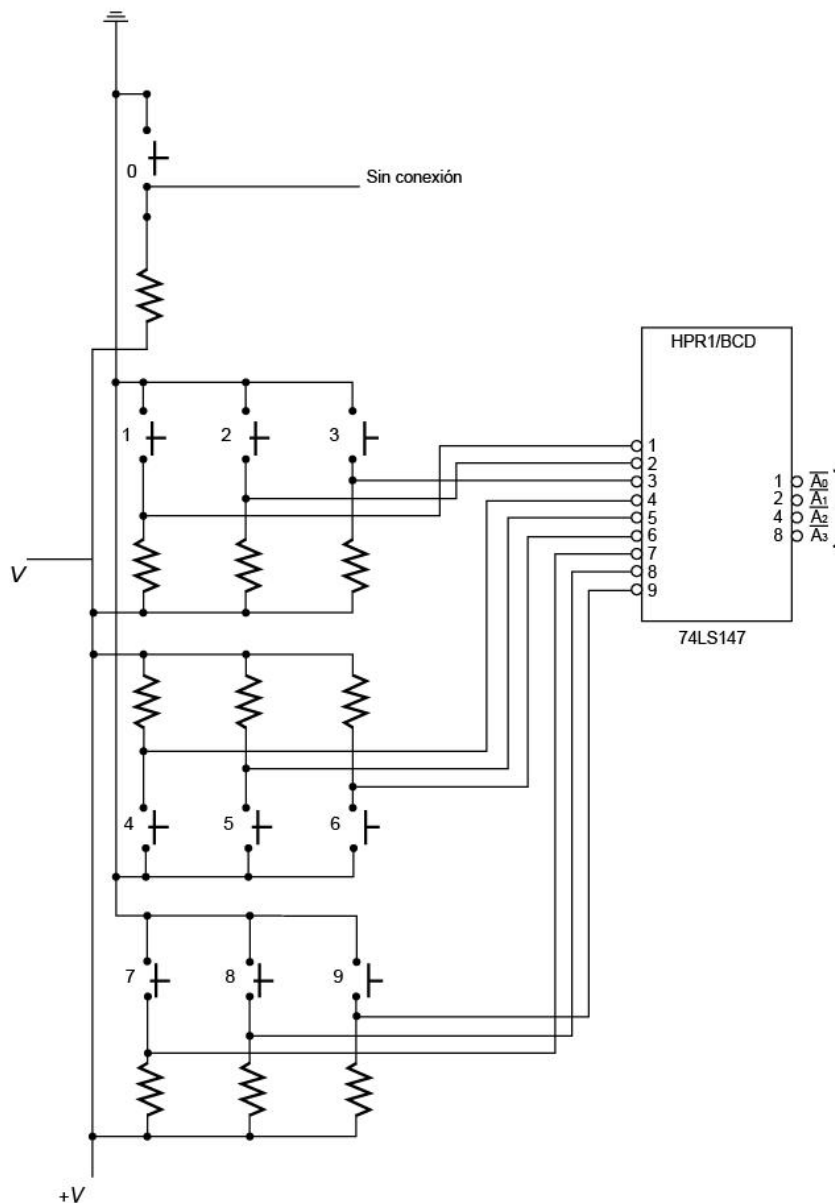 0
Sin conexión
HPR1/BCD
1 2 3
1
2
3
4
5
6
7
8
9
1 A̅₀
2 A̅₁
4 A̅₂
8 A̅₃
V
74LS147
4 5 6
7 8 9
+V